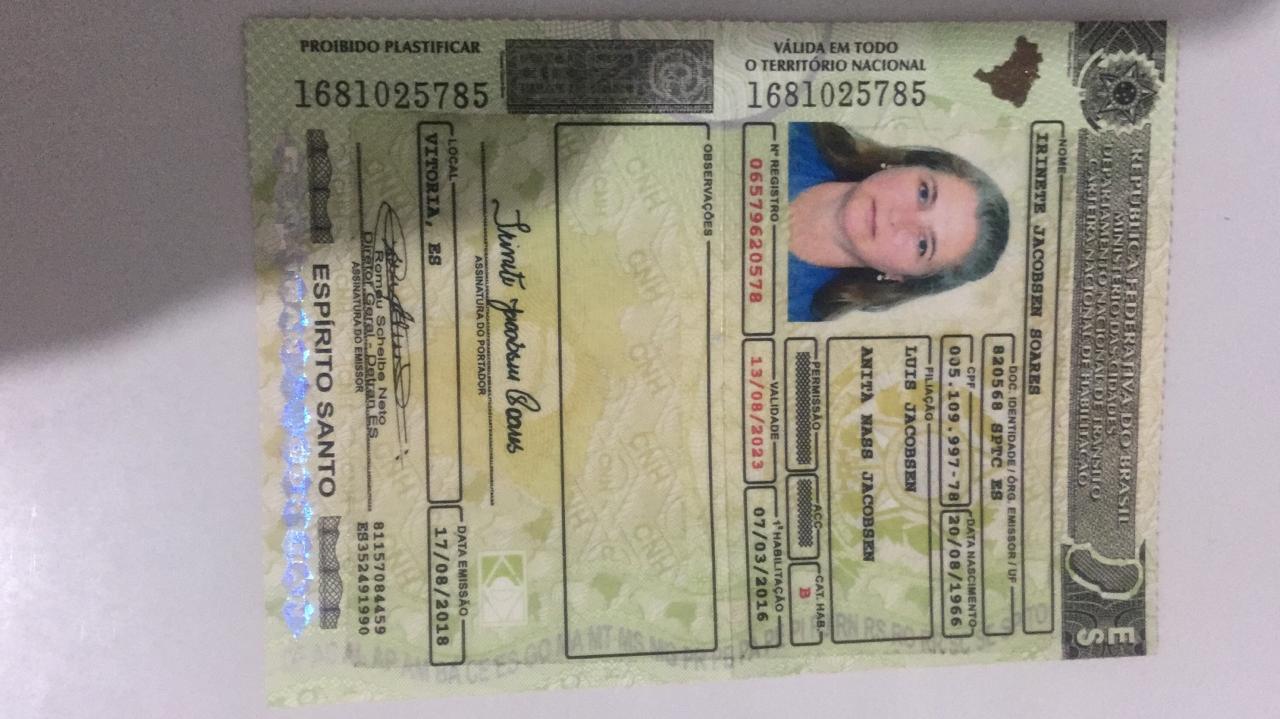 REPÚBLICA FEDERATIVA DO BRASIL
MINISTÉRIO DAS CIDADES
DEPARTAMENTO NACIONAL DE TRÂNSITO
CARTEIRA NACIONAL DE HABILITAÇÃO
ES
NOME
IRINETE JACOBSEN SOARES
DOC. IDENTIDADE / ÓRG. EMISSOR / UF
820568 SPTC ES
CPF
DATA NASCIMENTO
095.109.997-78
20/08/1966
FILIAÇÃO
LUIS JACOBSEN
ANITA NASS JACOBSEN
PERMISSÃO
ACC
CAT. HAB.
B
Nº REGISTRO
VALIDADE
1ª HABILITAÇÃO
06579620578
13/08/2023
07/03/2016
VÁLIDA EM TODO
O TERRITÓRIO NACIONAL
1681025785
OBSERVAÇÕES
Irinete Jacobsen Soares
ASSINATURA DO PORTADOR
LOCAL
DATA EMISSÃO
VITORIA, ES
17/08/2018
Romeu Scheibe Neto
Diretor Geral - Detran ES
ASSINATURA DO EMISSOR
81157084459
ES352491990
ESPÍRITO SANTO
PROIBIDO PLASTIFICAR
1681025785